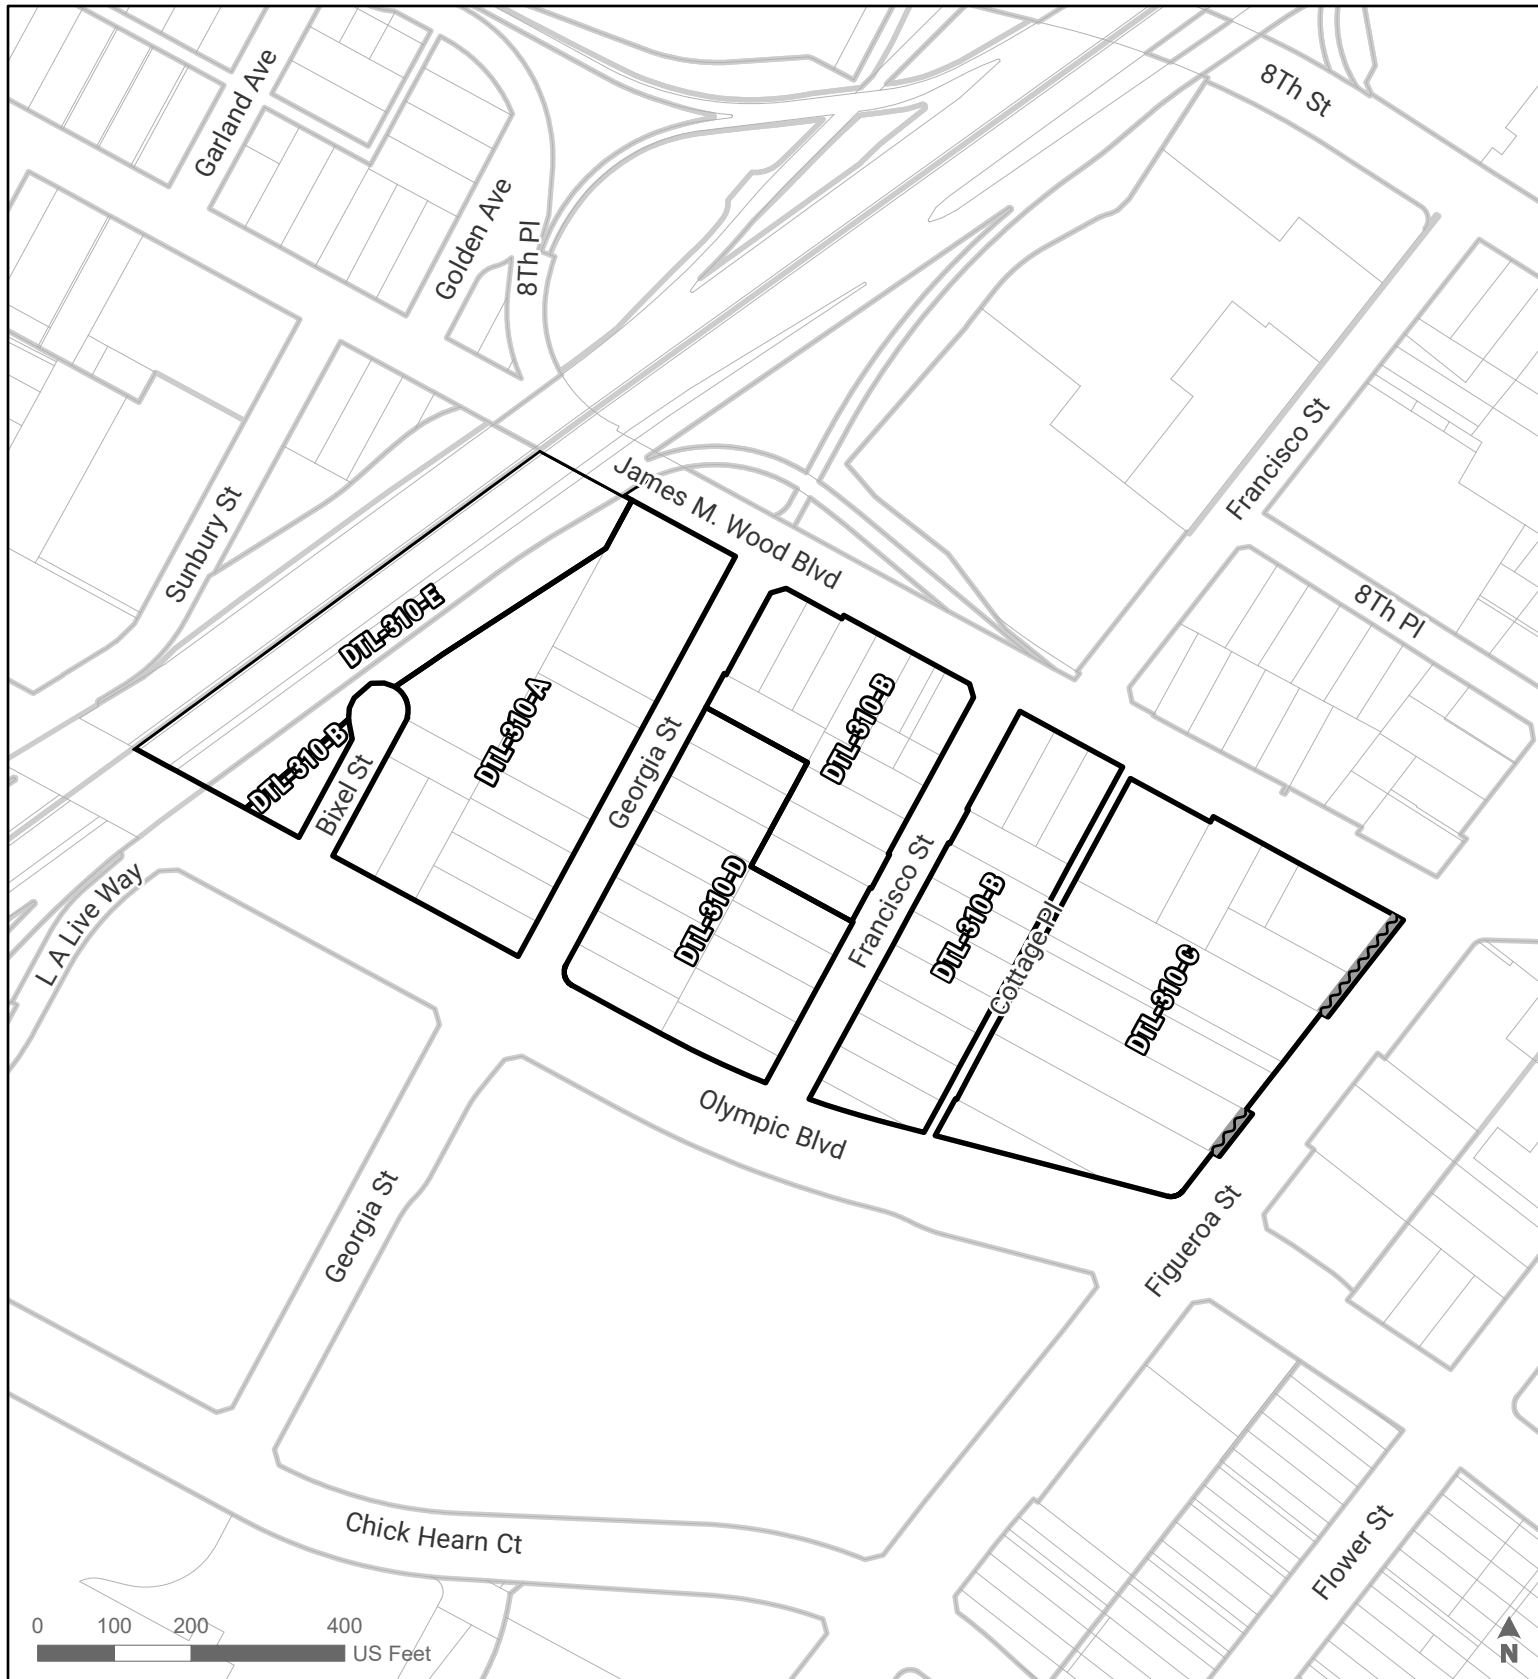 8Th St
Garland Ave
Golden Ave
8Th Pl
Francisco St
James M. Wood Blvd
Sunbury St
DTL-310-E
8Th Pl
DTL-310-A
DTL-310-B
DTL-310-B
Georgia St
Bixel St
DTL-310-D
Francisco St
DTL-310-B
Cottage Pl
DTL-310-C
L A Live Way
Olympic Blvd
Georgia St
Figueroa St
Chick Hearn Ct
Flower St
0 100 200 400
US Feet
N